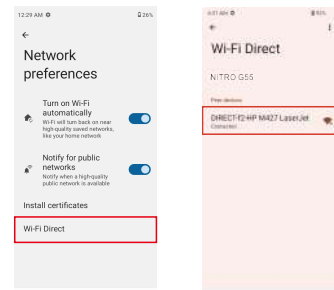 12:29 AM
26%
Network
preferences
Turn on Wi-Fi
automatically
Wi-Fi will turn back on near
high-quality saved networks,
like your home network
Notify for public
networks
Notify when a high-quality
public network is available
Install certificates
Wi-Fi Direct
Wi-Fi Direct
NITRO G55
Peer devices
DIRECT-f2-HP M427 LaserJet
Connected